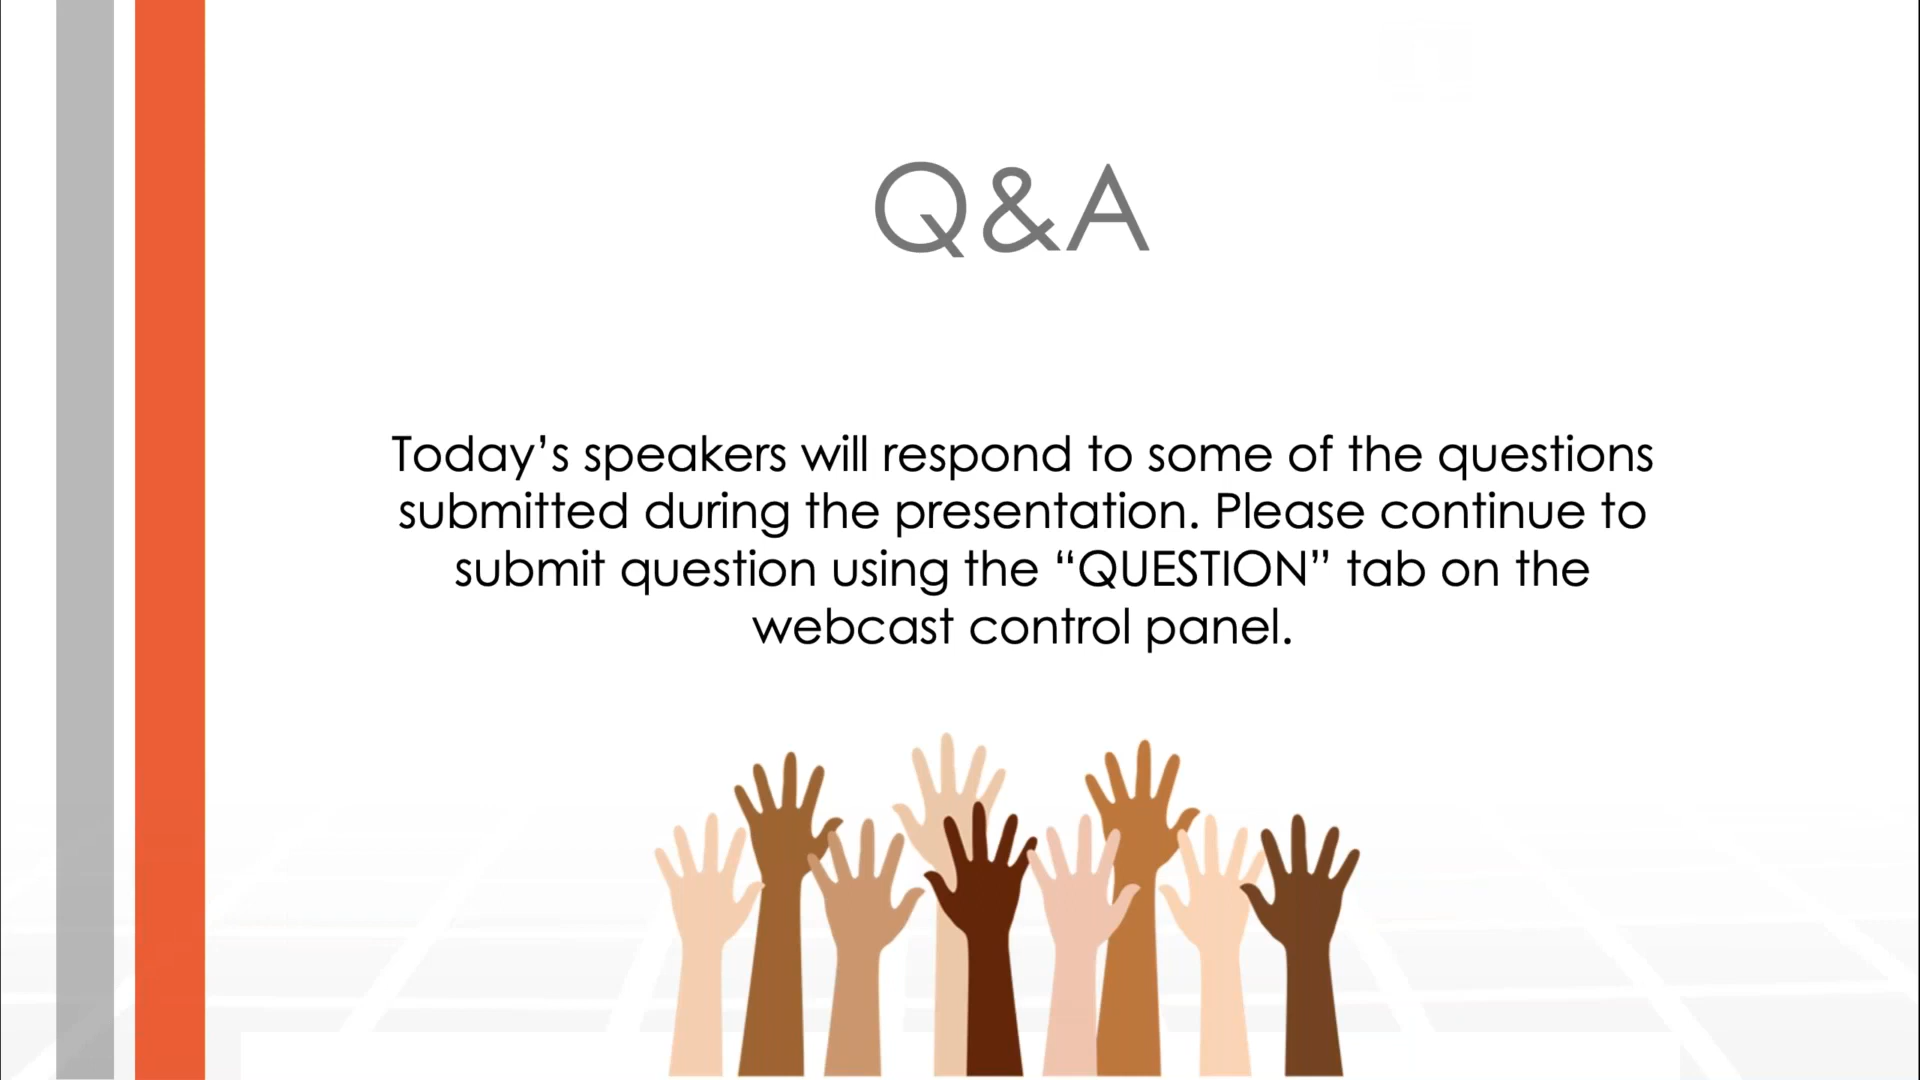 Q&A
Today’s speakers will respond to some of the questions
submitted during the presentation. Please continue to
submit question using the “QUESTION” tab on the
webcast control panel.